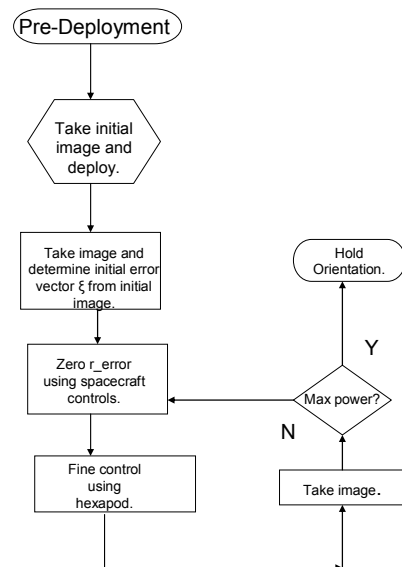 Pre-Deployment
Take initial
image and
deploy.
Take image and
determine initial error
vector ξ from initial
image.
Zero r_error
using spacecraft
controls.
Fine control
using
hexapod.
Hold
Orientation.
Y
Max power?
N
Take image.